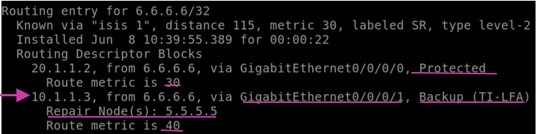 Routing entry for 6.6.6.6/32
Known via "isis 1", distance 115, metric 30, labeled SR, type level-2
Installed Jun 8 10:39:55.389 for 00:00:22
Routing Descriptor Blocks
20.1.1.2, from 6.6.6.6, via GigabitEthernet0/0/0/0, Protected
Route metric is 30
10.1.1.3, from 6.6.6.6, via GigabitEthernet0/0/0/1, Backup (TI-LFA)
Repair Node(s): 5.5.5.5
Route metric is 40